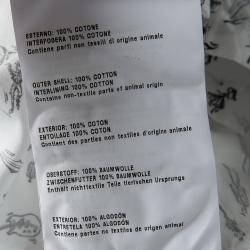 ESTERNO: 100% COTONE
INTERFODERA 100% COTONE
Contiene parti non tessili di origine animale
OUTER SHELL: 100% COTTON
INTERLINING 100% COTTON
Contains non-textile parts of animal origin
EXTERIOR: 100% COTON
ENTOILAGE 100% COTON
Contient des parties non textiles d'origine animale
OBERSTOFF: 100% BAUMWOLLE
ZWISCHENFUTTER 100% BAUMWOLLE
Enthält nichttextile Teile tierischen Ursprungs
EXTERIOR: 100% ALGODÓN
ENTRETELA 100% ALGODÓN
Contiene partes no textiles de origen animal